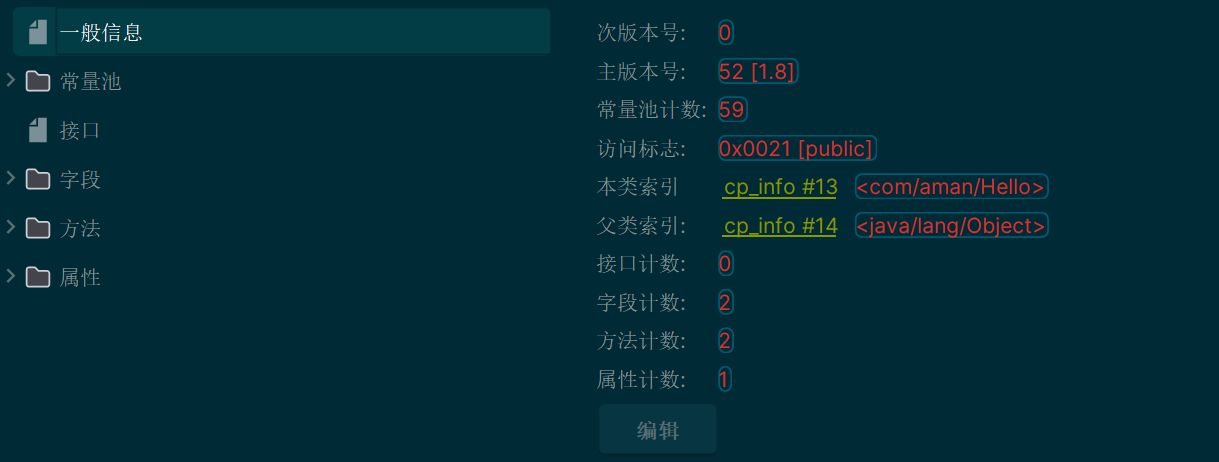 一般信息
常量池
接口
字段
方法
属性
次版本号: 0
主版本号: 52 [1.8]
常量池计数: 59
访问标志: 0x0021 [public]
本类索引 cp_info #13 <com/aman/Hello>
父类索引: cp_info #14 <java/lang/Object>
接口计数: 0
字段计数: 2
方法计数: 2
属性计数: 1
编辑